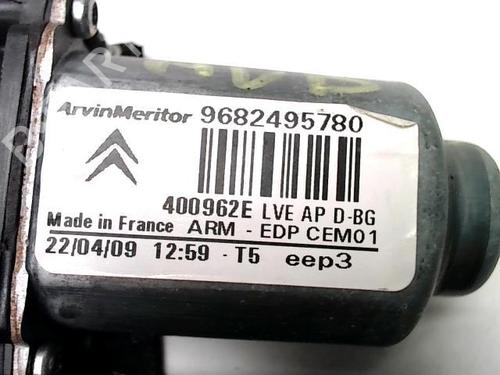 ArvinMeritor 9682495780
400962E LVE AP D-BG
Made in France ARM - EDP CEM01
22/04/09 12:59 - T5 eep3